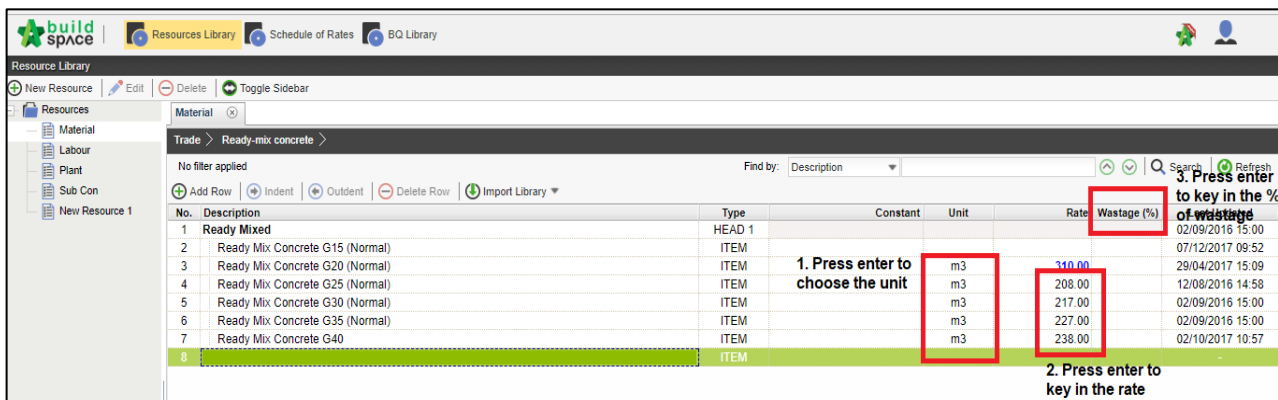 build space
Resources Library Schedule of Rates BQ Library
Resource Library
New Resource Edit Delete Toggle Sidebar
Resources
Material
Labour
Plant
Sub Con
New Resource 1
Material
Trade > Ready-mix concrete >
No filter applied Find by: Description Search Refresh
Add Row Indent Outdent Delete Row Import Library
3. Press enter
to key in the %
of wastage
No. Description Type Constant Unit Rate Wastage (%) Last Updated
1 Ready Mixed HEAD 1 02/09/2016 15:00
2 Ready Mix Concrete G15 (Normal) ITEM 07/12/2017 09:52
3 Ready Mix Concrete G20 (Normal) ITEM m3 310.00 29/04/2017 15:09
4 Ready Mix Concrete G25 (Normal) ITEM m3 208.00 12/08/2016 14:58
5 Ready Mix Concrete G30 (Normal) ITEM m3 217.00 02/09/2016 15:00
6 Ready Mix Concrete G35 (Normal) ITEM m3 227.00 02/09/2016 15:00
7 Ready Mix Concrete G40 ITEM m3 238.00 02/10/2017 10:57
8 ITEM -
1. Press enter to
choose the unit
2. Press enter to
key in the rate